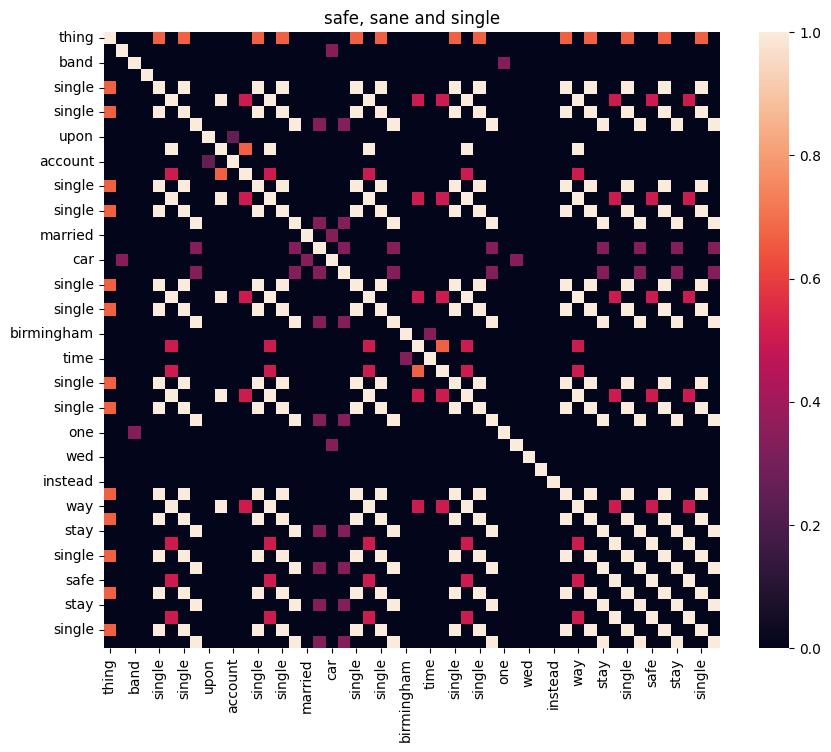 safe, sane and single
thing
band
single
single
upon
account
single
single
married
car
single
single
birmingham
time
single
single
one
wed
instead
way
stay
single
safe
stay
single
1.0
0.8
0.6
0.4
0.2
0.0
thing
band
single
single
upon
account
single
single
married
car
single
single
birmingham
time
single
single
one
wed
instead
way
stay
single
safe
stay
single